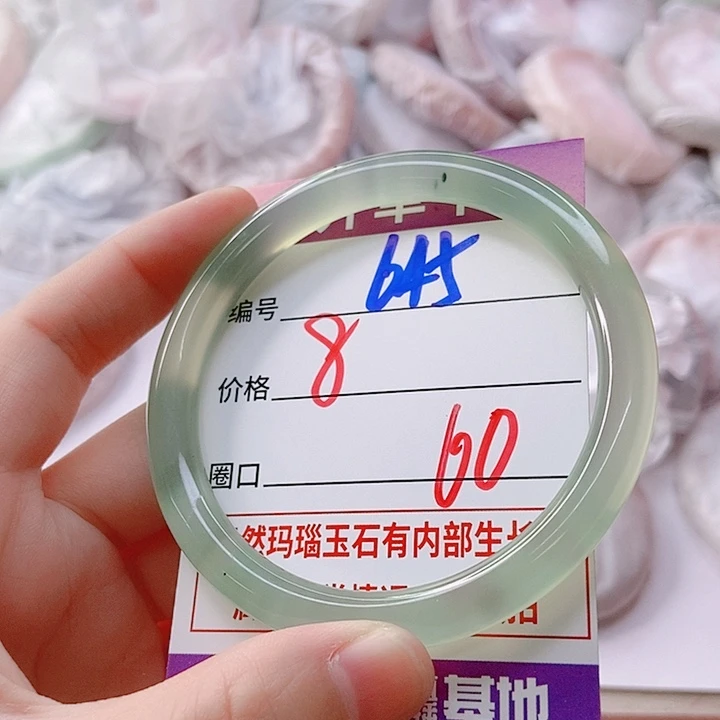 编号 645
价格 8
圈口 60
然玛瑙玉石有内部生长
基地